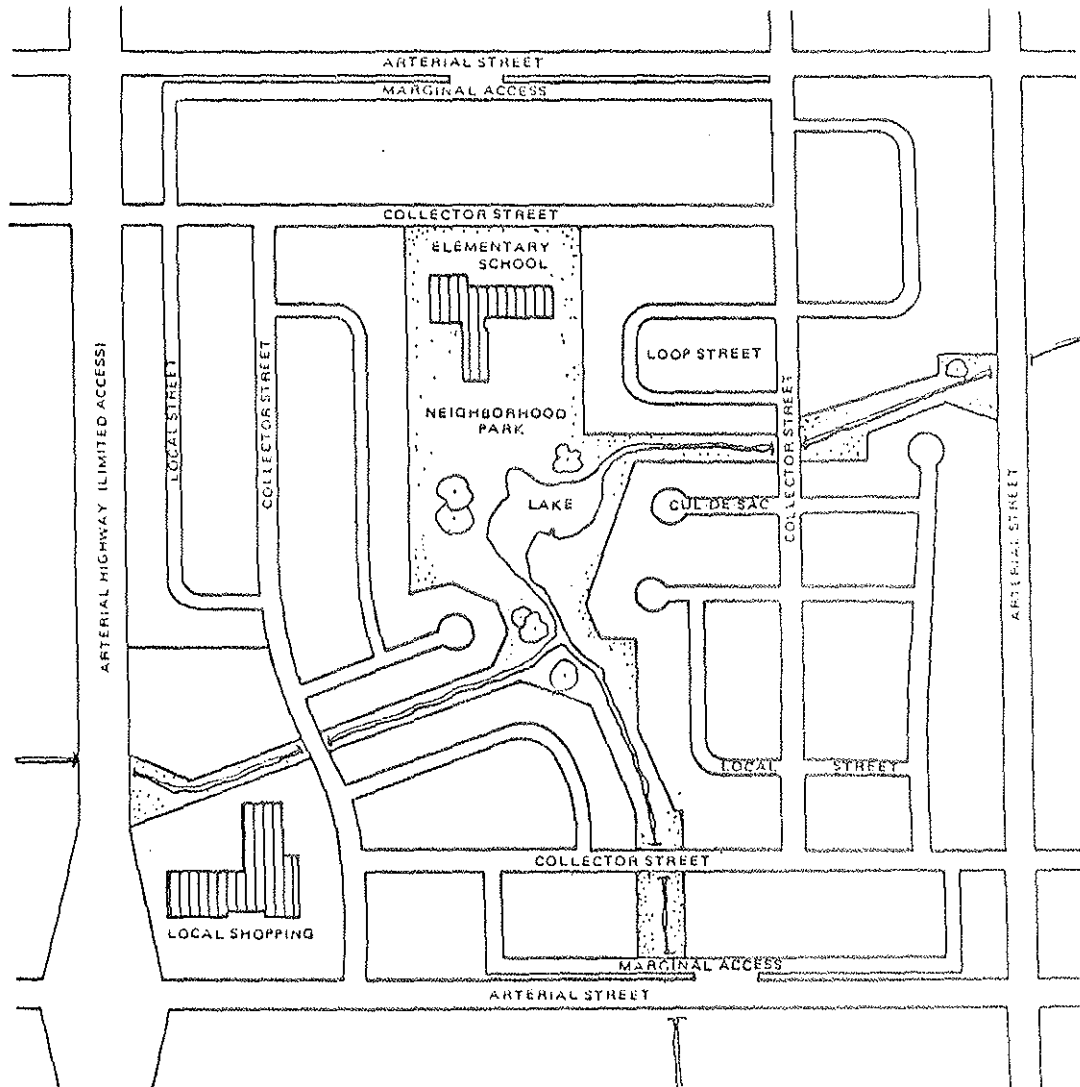 ARTERIAL STREET
MARGINAL ACCESS
COLLECTOR STREET
ELEMENTARY
SCHOOL
LOOP STREET
NEIGHBORHOOD
PARK
LAKE
CUL DE SAC
ARTERIAL HIGHWAY (LIMITED ACCESS)
LOCAL STREET
COLLECTOR STREET
COLLECTOR STREET
ARTERIAL STREET
LOCAL STREET
COLLECTOR STREET
LOCAL SHOPPING
MARGINAL ACCESS
ARTERIAL STREET